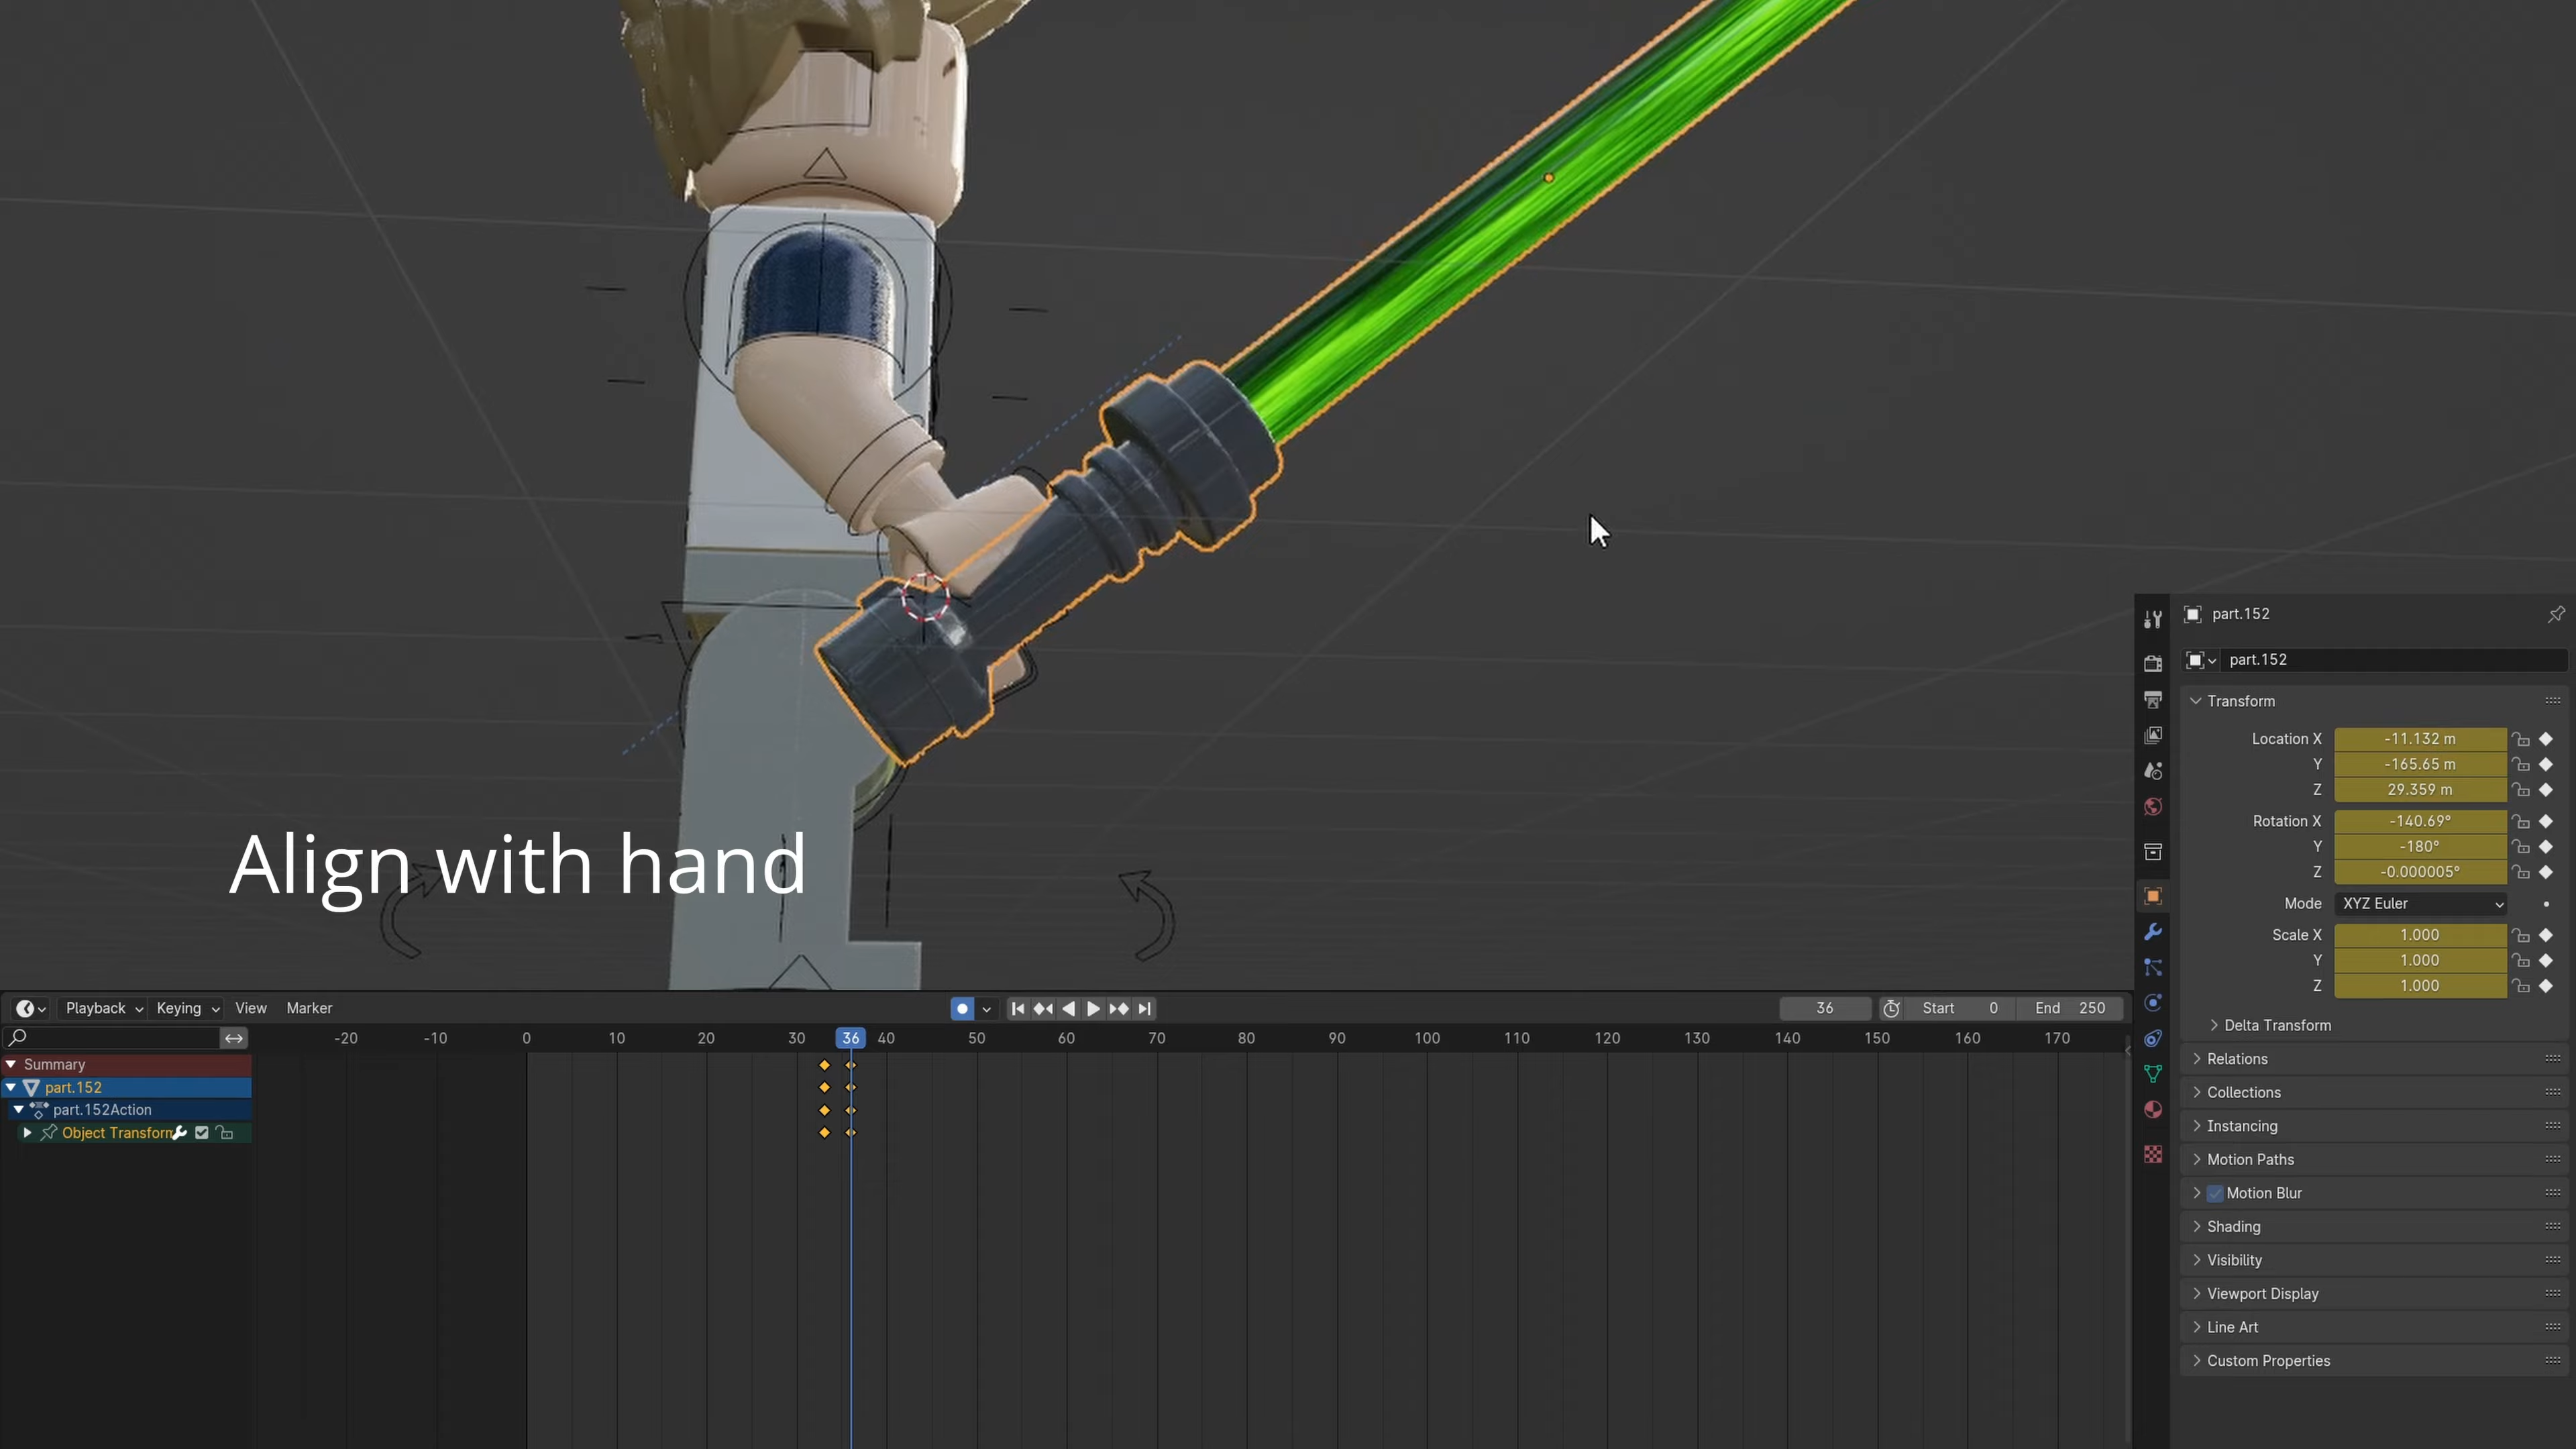 part.152
part.152
Transform
Location X -11.132 m
Y -165.65 m
Z 29.359 m
Rotation X -140.69°
Y -180°
Z -0.000005°
Mode XYZ Euler
Scale X 1.000
Y 1.000
Z 1.000
Delta Transform
Relations
Collections
Instancing
Motion Paths
Motion Blur
Shading
Visibility
Viewport Display
Line Art
Custom Properties
Align with hand
Playback Keying View Marker 36 Start 0 End 250
-20 -10 0 10 20 30 36 40 50 60 70 80 90 100 110 120 130 140 150 160 170
Summary
part.152
part.152Action
Object Transform